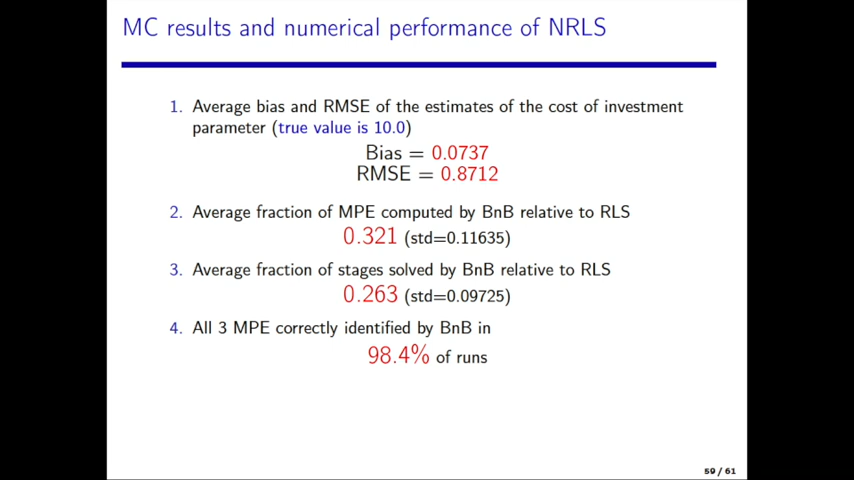 MC results and numerical performance of NRLS
1. Average bias and RMSE of the estimates of the cost of investment
parameter (true value is 10.0)
Bias = 0.0737
RMSE = 0.8712
2. Average fraction of MPE computed by BnB relative to RLS
0.321 (std=0.11635)
3. Average fraction of stages solved by BnB relative to RLS
0.263 (std=0.09725)
4. All 3 MPE correctly identified by BnB in
98.4% of runs
59 / 61